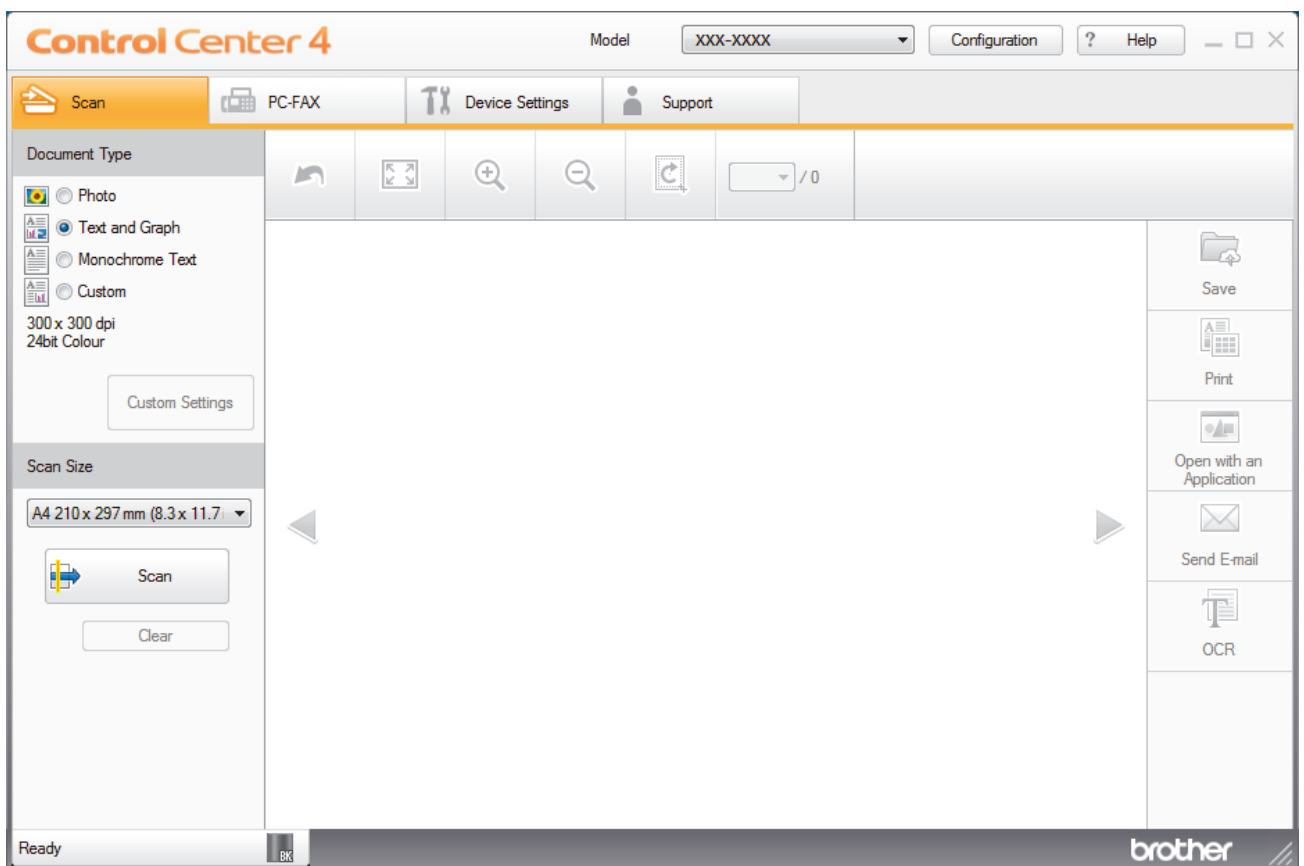 Control Center 4
Model
XXX-XXXX
Configuration
? Help
Scan
PC-FAX
Device Settings
Support
Document Type
Photo
Text and Graph
Monochrome Text
Custom
300 x 300 dpi
24bit Colour
Custom Settings
Scan Size
A4 210 x 297 mm (8.3 x 11.7
Scan
Clear
/ 0
Save
Print
Open with an
Application
Send E-mail
OCR
Ready
BK
brother